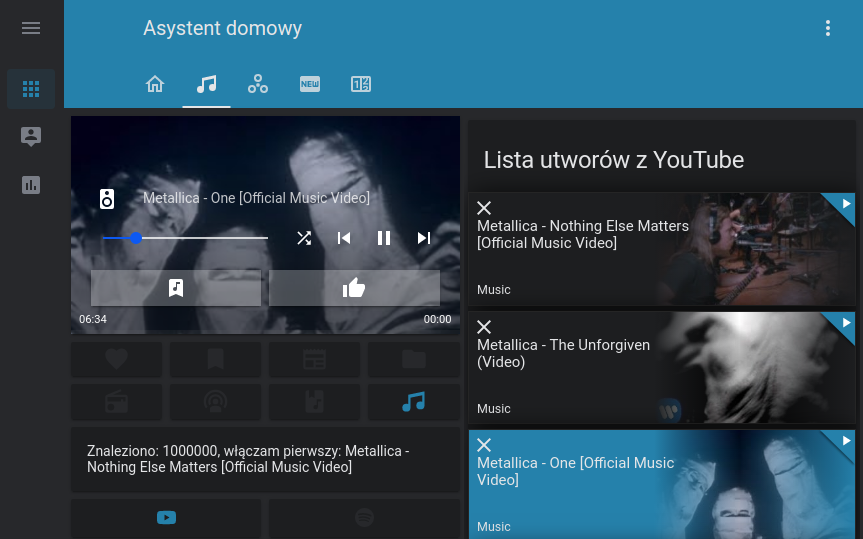 Asystent domowy
NEW
Metallica - One [Official Music Video]
06:34
00:00
Znaleziono: 1000000, włączam pierwszy: Metallica -
Nothing Else Matters [Official Music Video]
Lista utworów z YouTube
Metallica - Nothing Else Matters
[Official Music Video]
Music
Metallica - The Unforgiven
(Video)
Music
Metallica - One [Official Music
Video]
Music